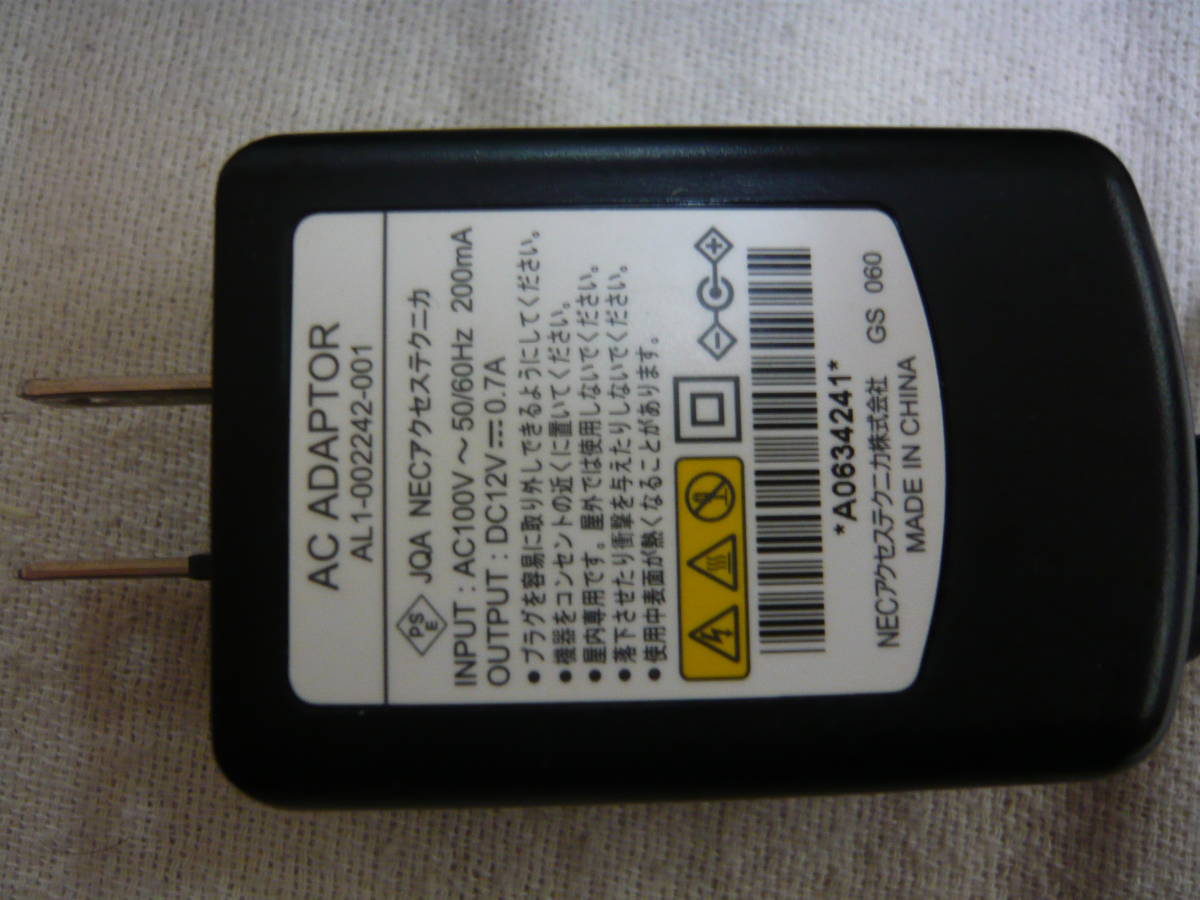 AC ADAPTOR
AL1-002242-001
PS E JQA NECアクセステクニカ
INPUT : AC100V～50/60Hz 200mA
OUTPUT : DC12V⎓0.7A
●プラグを容易に取り外しできるようにしてください。
●機器をコンセントの近くに置いてください。
●屋内専用です。屋外では使用しないでください。
●落下させたり衝撃を与えたりしないでください。
●使用中表面が熱くなることがあります。
*A0634241*
NECアクセステクニカ株式会社 GS 060
MADE IN CHINA